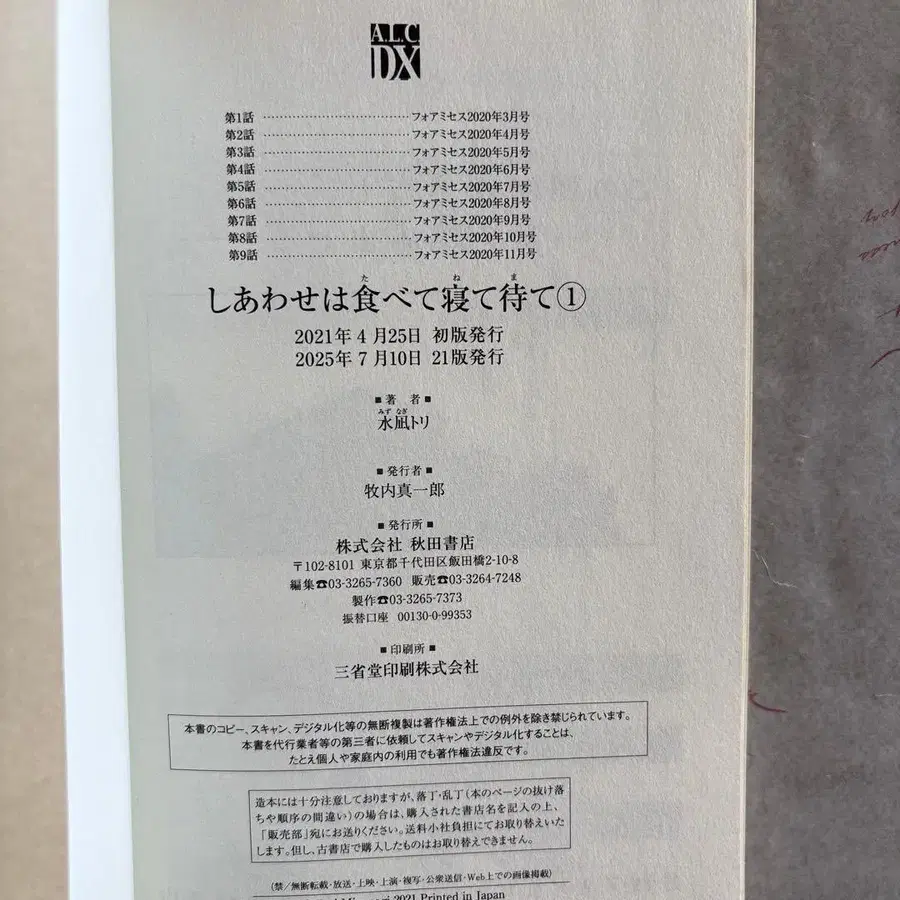 A.L.C.
DX
第1話 ································ フォアミセス2020年3月号
第2話 ································ フォアミセス2020年4月号
第3話 ································ フォアミセス2020年5月号
第4話 ································ フォアミセス2020年6月号
第5話 ································ フォアミセス2020年7月号
第6話 ································ フォアミセス2020年8月号
第7話 ································ フォアミセス2020年9月号
第8話 ································ フォアミセス2020年10月号
第9話 ································ フォアミセス2020年11月号
た ね ま
しあわせは食べて寝て待て①
2021年4月25日 初版発行
2025年7月10日 21版発行
■著 者■
みず なぎ
水凪トリ
■発行者■
牧内真一郎
■発行所■
株式会社 秋田書店
〒102-8101 東京都千代田区飯田橋2-10-8
編集☎03-3265-7360 販売☎03-3264-7248
製作☎03-3265-7373
振替口座 00130-0-99353
■印刷所■
三省堂印刷株式会社
本書のコピー、スキャン、デジタル化等の無断複製は著作権法上での例外を除き禁じられています。
本書を代行業者等の第三者に依頼してスキャンやデジタル化することは、
たとえ個人や家庭内の利用でも著作権法違反です。
造本には十分注意しておりますが、落丁・乱丁(本のページの抜け落
ちや順序の間違い)の場合は、購入された書店名を記入の上、
「販売部」宛にお送りください。送料小社負担にてお取り替えいた
します。但し、古書店で購入したものはお取り替えできません。
(禁/無断転載・放送・上映・上演・複写・公衆送信・Web上での画像掲載)
2021 Printed in Japan